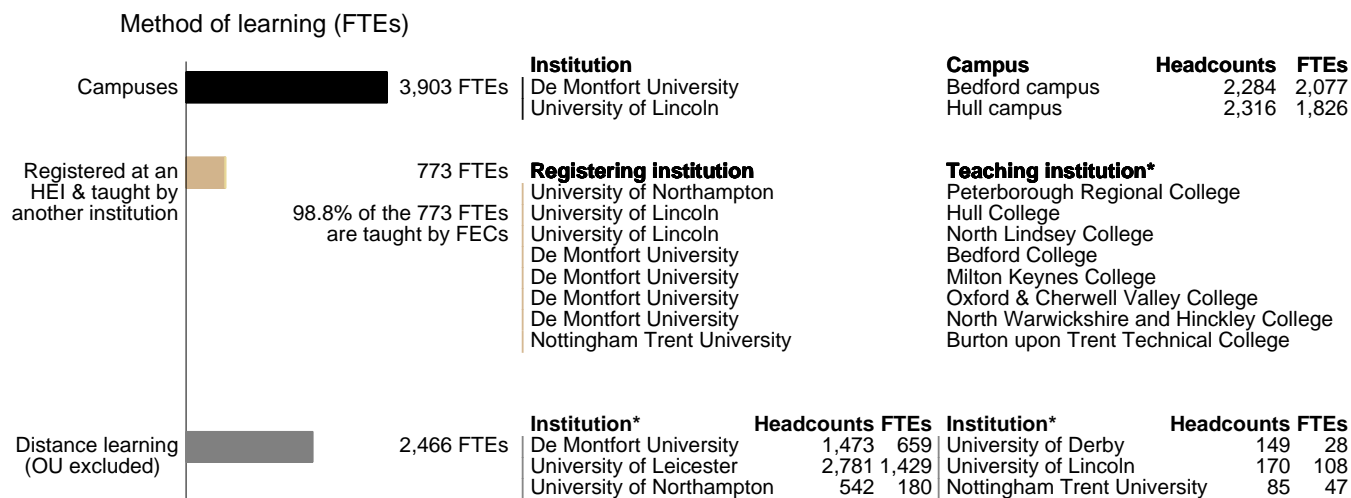 Method of learning (FTEs)
Institution Campus Headcounts FTEs
Campuses 3,903 FTEs De Montfort University Bedford campus 2,284 2,077
University of Lincoln Hull campus 2,316 1,826
Registered at an HEI & taught by another institution
773 FTEs
98.8% of the 773 FTEs
are taught by FECs
Registering institution Teaching institution*
University of Northampton Peterborough Regional College
University of Lincoln Hull College
University of Lincoln North Lindsey College
De Montfort University Bedford College
De Montfort University Milton Keynes College
De Montfort University Oxford & Cherwell Valley College
De Montfort University North Warwickshire and Hinckley College
Nottingham Trent University Burton upon Trent Technical College
Institution* Headcounts FTEs Institution* Headcounts FTEs
Distance learning 2,466 FTEs De Montfort University 1,473 659 University of Derby 149 28
(OU excluded) University of Leicester 2,781 1,429 University of Lincoln 170 108
University of Northampton 542 180 Nottingham Trent University 85 47